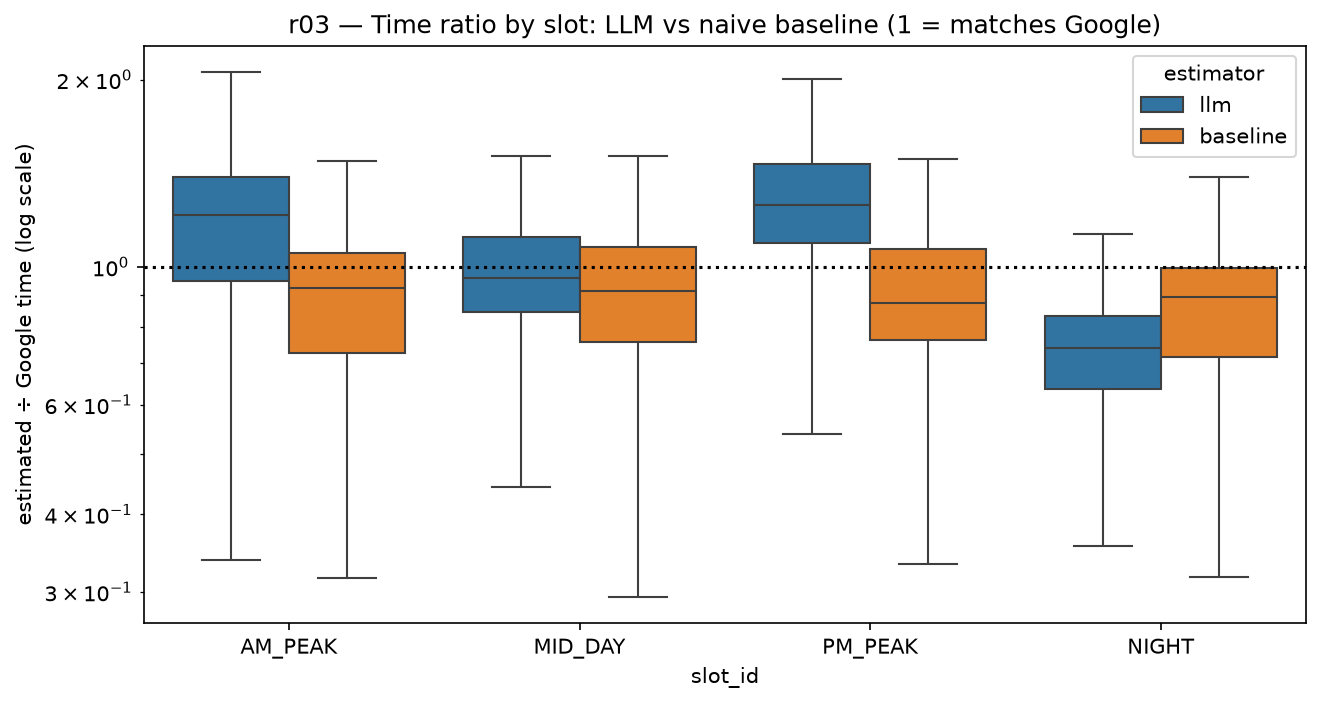 r03 — Time ratio by slot: LLM vs naive baseline (1 = matches Google)
estimated ÷ Google time (log scale)
2 × 10⁰
10⁰
6 × 10⁻¹
4 × 10⁻¹
3 × 10⁻¹
estimator
llm
baseline
AM_PEAK
MID_DAY
PM_PEAK
NIGHT
slot_id